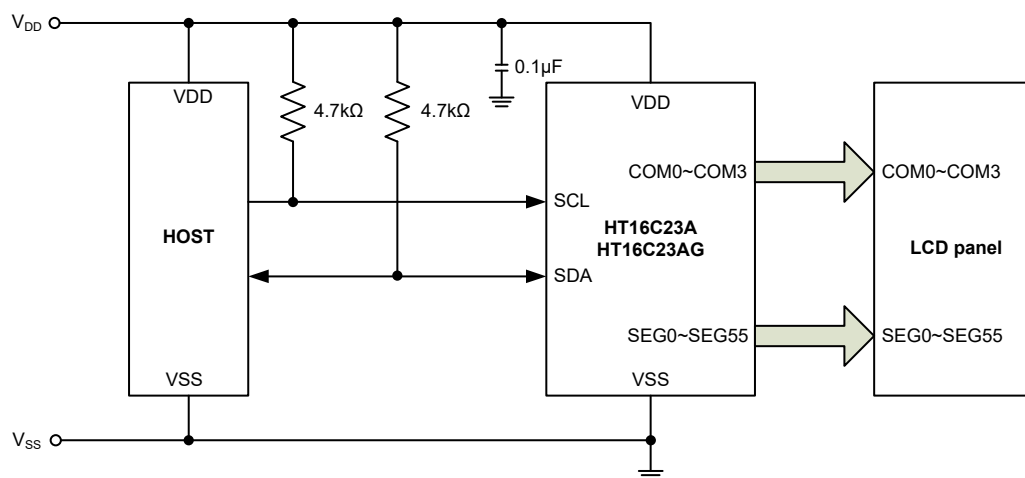 VDD
VDD
4.7kΩ
4.7kΩ
0.1µF
VDD
COM0~COM3
COM0~COM3
SCL
HOST
HT16C23A
HT16C23AG
LCD panel
SDA
SEG0~SEG55
SEG0~SEG55
VSS
VSS
VSS